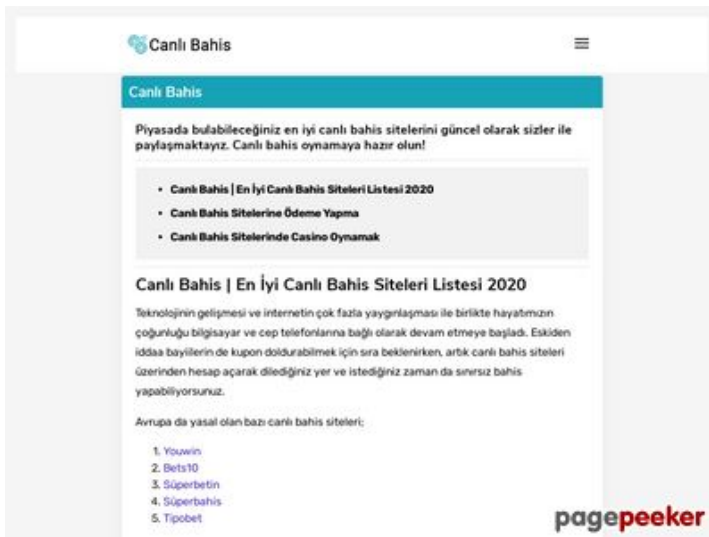 Canlı Bahis
Canlı Bahis
Piyasada bulabileceğiniz en iyi canlı bahis sitelerini güncel olarak sizler ile
paylaşmaktayız. Canlı bahis oynamaya hazır olun!
• Canlı Bahis | En İyi Canlı Bahis Siteleri Listesi 2020
• Canlı Bahis Sitelerine Ödeme Yapma
• Canlı Bahis Sitelerinde Casino Oynamak
Canlı Bahis | En İyi Canlı Bahis Siteleri Listesi 2020
Teknolojinin gelişmesi ve internetin çok fazla yaygınlaşması ile birlikte hayatımızın
çoğunluğu bilgisayar ve cep telefonlarına bağlı olarak devam etmeye başladı. Eskiden
iddaa bayiilerin de kupon doldurabilmek için sıra beklenirken, artık canlı bahis siteleri
üzerinden hesap açarak dilediğiniz yer ve istediğiniz zaman da sınırsız bahis
yapabiliyorsunuz.
Avrupa da yasal olan bazı canlı bahis siteleri;
1. Youwin
2. Bets10
3. Süperbetin
4. Süperbahis
5. Tipobet
pagepeeker